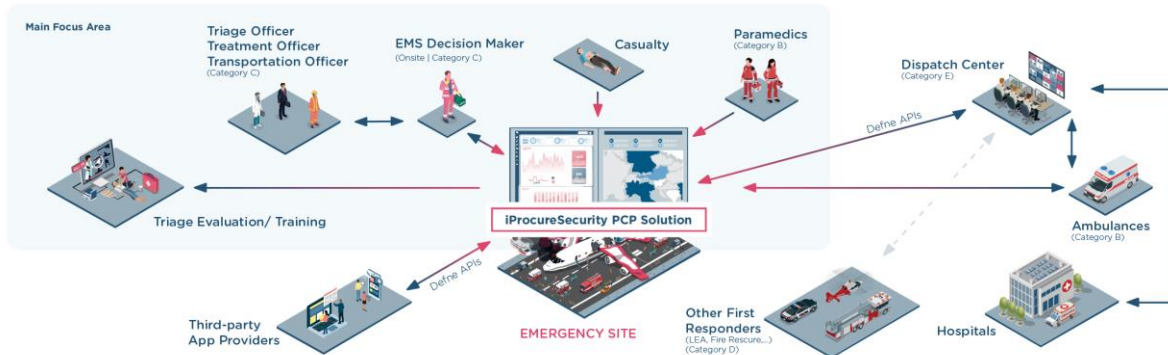 Main Focus Area
Triage Officer
Treatment Officer
Transportation Officer
(Category C)
EMS Decision Maker
(Onsite | Category C)
Casualty
Paramedics
(Category B)
Dispatch Center
(Category E)
Defne APIs
Triage Evaluation/ Training
iProcureSecurity PCP Solution
Ambulances
(Category B)
Defne APIs
Third-party
App Providers
EMERGENCY SITE
Other First
Responders
(LEA, Fire Rescure,...)
(Category D)
Hospitals